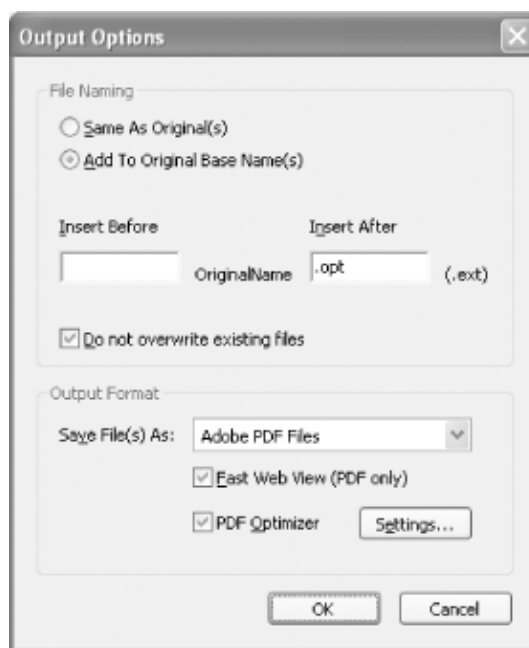 Output Options
File Naming
Same As Original(s)
Add To Original Base Name(s)
Insert Before
Insert After
OriginalName
.opt
(.ext)
Do not overwrite existing files
Output Format
Save File(s) As:
Adobe PDF Files
Fast Web View (PDF only)
PDF Optimizer
Settings...
OK
Cancel